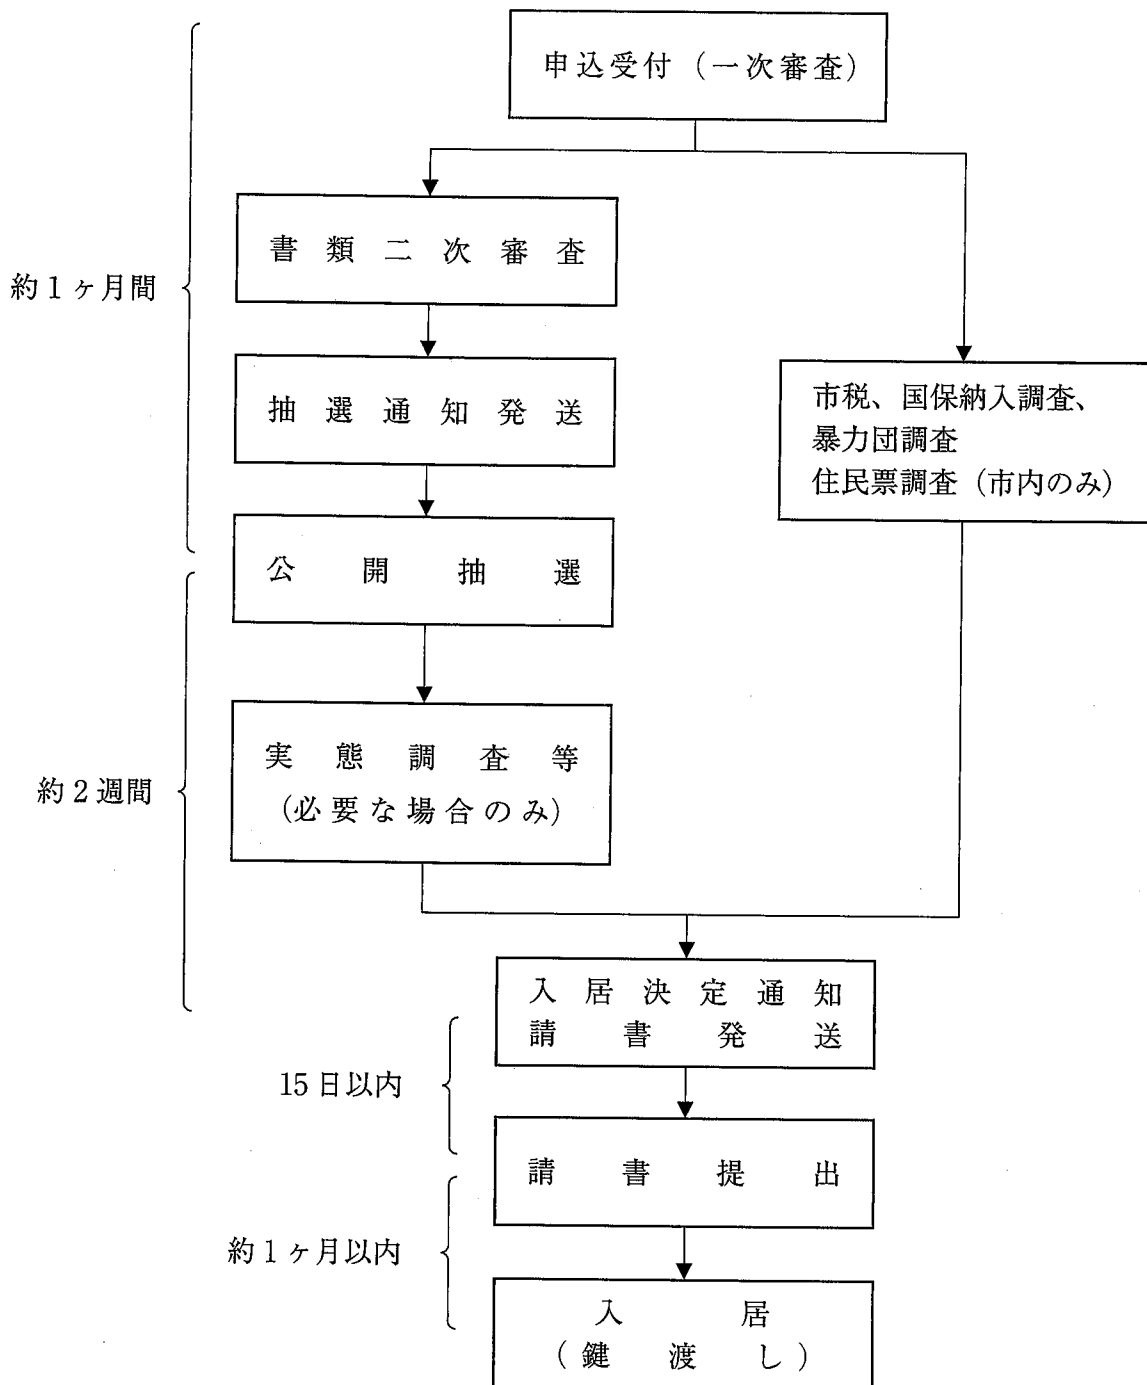 申込受付（一次審査）
書類二次審査
約１ヶ月間
抽選通知発送
市税、国保納入調査、
暴力団調査
住民票調査（市内のみ）
公開抽選
実態調査等
（必要な場合のみ）
約２週間
入居決定通知
請書発送
15日以内
請書提出
約１ヶ月以内
入居
（鍵渡し）